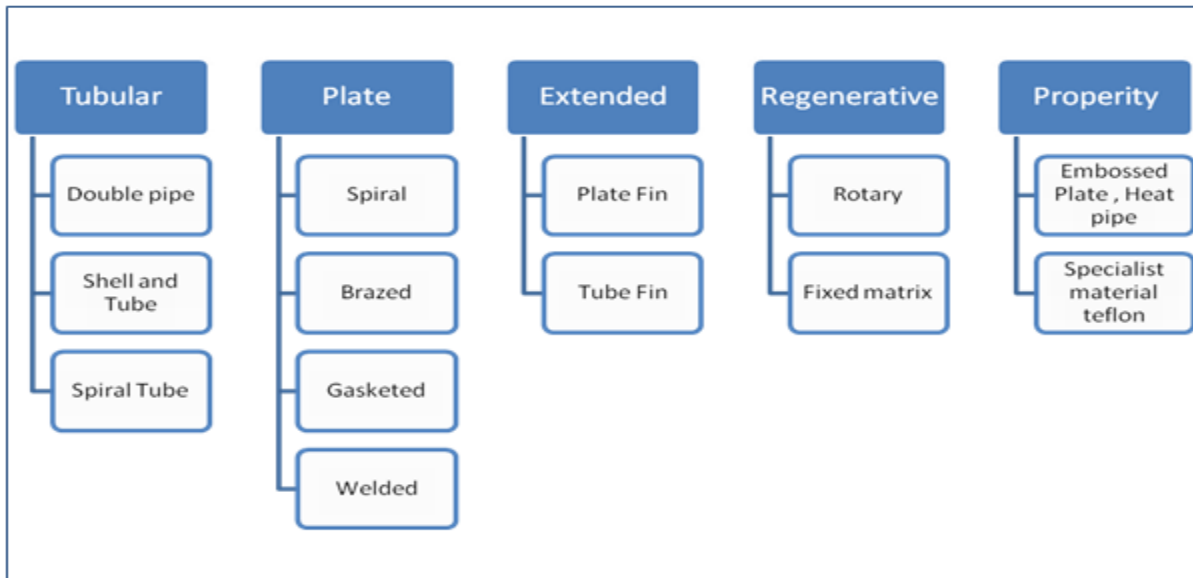 Tubular
Double pipe
Shell and
Tube
Spiral Tube
Plate
Spiral
Brazed
Gasketed
Welded
Extended
Plate Fin
Tube Fin
Regenerative
Rotary
Fixed matrix
Properity
Embossed
Plate , Heat
pipe
Specialist
material
teflon